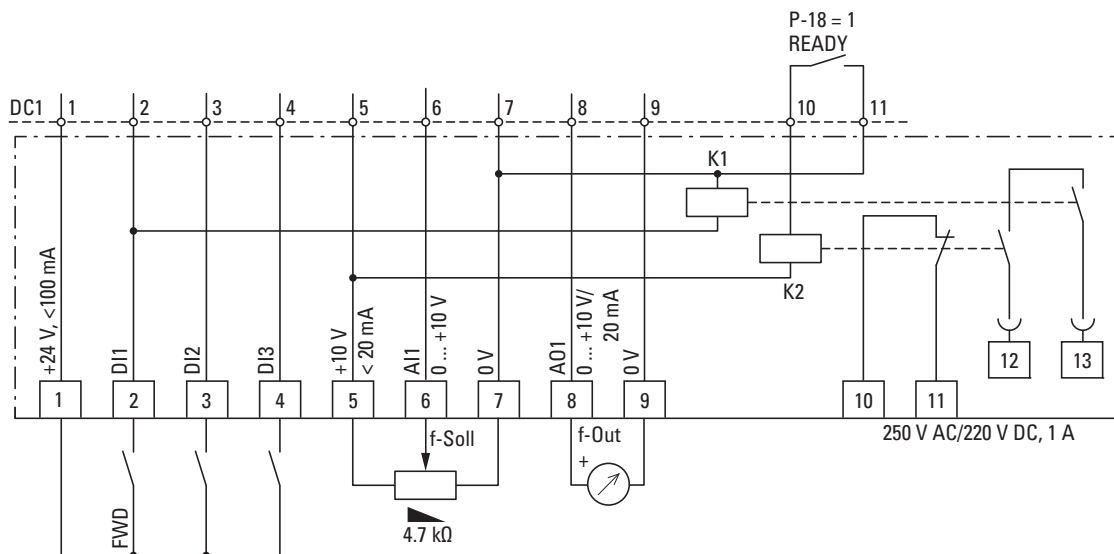 P-18 = 1
READY
DC1 1 2 3 4 5 6 7 8 9 10 11
K1
K2
+24 V, <100 mA
DI1
DI2
DI3
+10 V
< 20 mA
AI1
0 ... +10 V
0 V
AO1
0 ... +10 V/
20 mA
0 V
12 13
1 2 3 4 5 6 7 8 9 10 11
250 V AC/220 V DC, 1 A
f-Soll
f-Out
+
FWD
4.7 kΩ